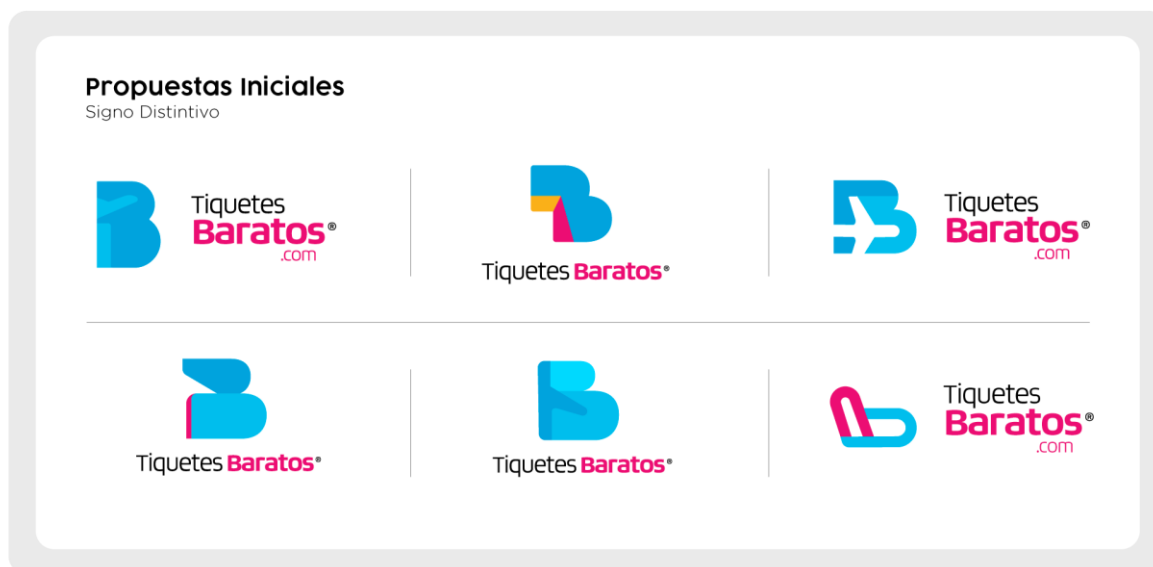 Propuestas Iniciales
Signo Distintivo
Tiquetes
Baratos®
.com
Tiquetes Baratos®
Tiquetes
Baratos®
.com
Tiquetes Baratos®
Tiquetes Baratos®
Tiquetes
Baratos®
.com